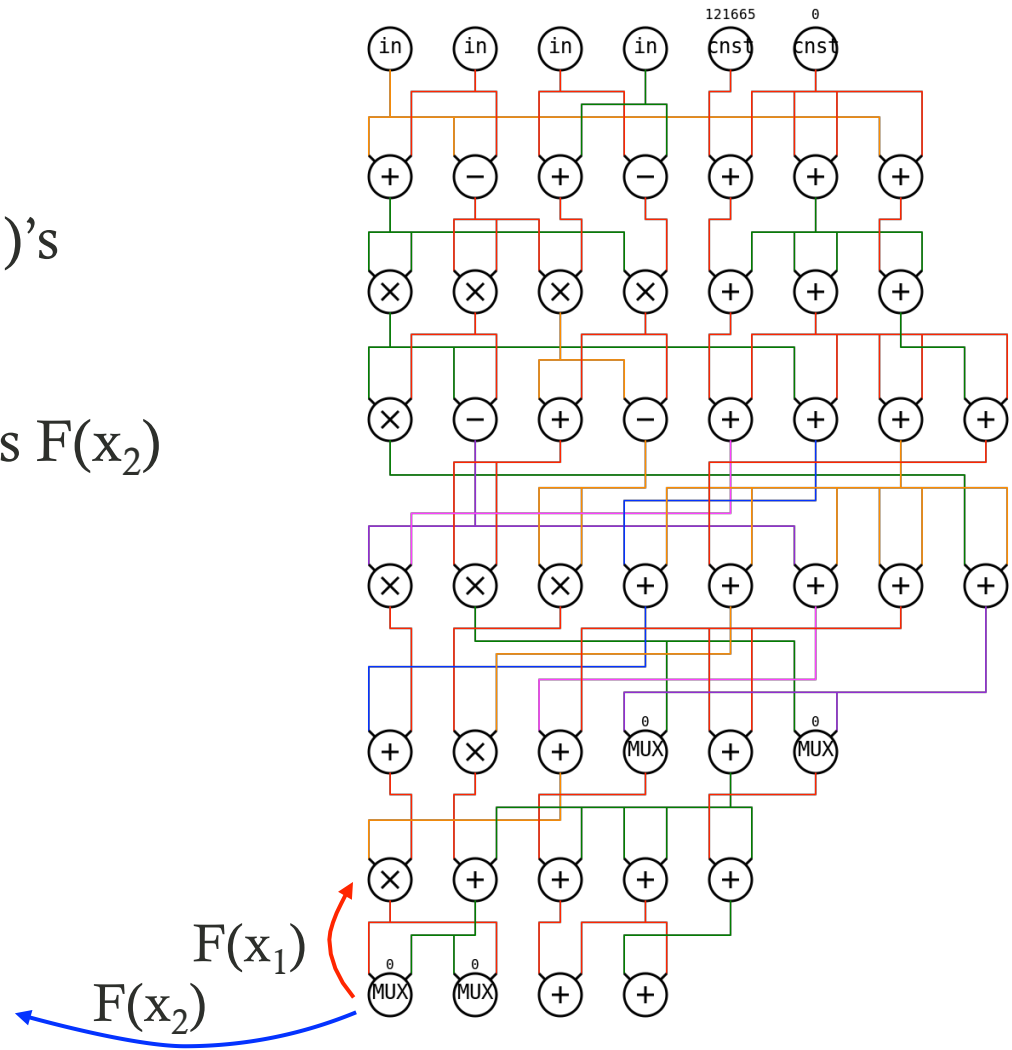 121665 0
in in in in cnst cnst
+ − + − + + +
)’s
× × × × + + +
× − + − + + + +
s F(x₂)
× × × + + + + +
0 0
+ × + MUX + MUX
× + + + +
F(x₁)
0 0
MUX MUX + +
F(x₂)